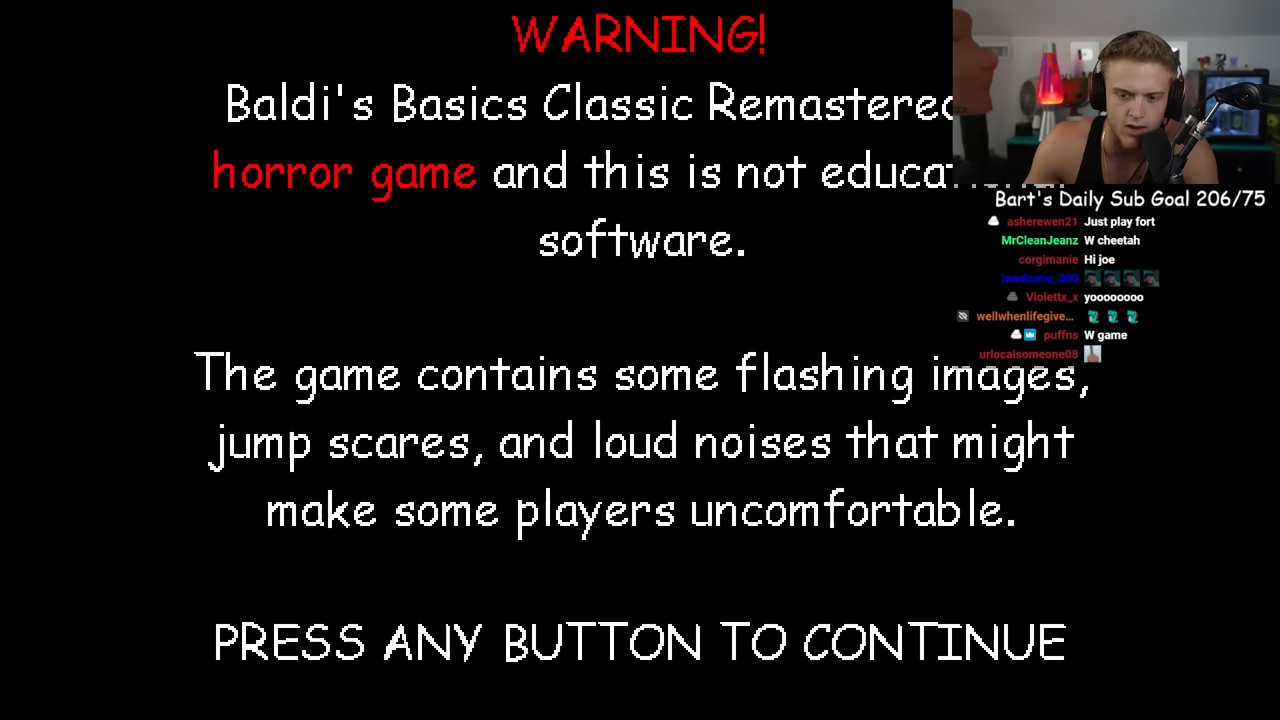 WARNING!
Baldi's Basics Classic Remastered
horror game and this is not educational
software.
The game contains some flashing images,
jump scares, and loud noises that might
make some players uncomfortable.
PRESS ANY BUTTON TO CONTINUE
Bart's Daily Sub Goal 206/75
asherewen21 Just play fort
MrCleanJeanz W cheetah
corgimanie Hi joe
Violettx_x yoooooooo
wellwhenlifegive...
puffns W game
urlocalsomeone08